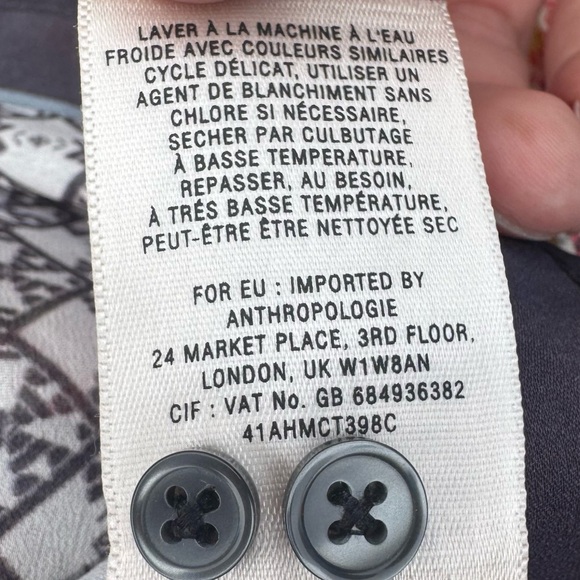 LAVER À LA MACHINE À L'EAU
FROIDE AVEC COULEURS SIMILAIRES
CYCLE DÉLICAT, UTILISER UN
AGENT DE BLANCHIMENT SANS
CHLORE SI NÉCESSAIRE,
SECHER PAR CULBUTAGE
À BASSE TEMPERATURE,
REPASSER, AU BESOIN,
À TRÉS BASSE TEMPÉRATURE,
PEUT-ÊTRE ÊTRE NETTOYÉE SEC
FOR EU : IMPORTED BY
ANTHROPOLOGIE
24 MARKET PLACE, 3RD FLOOR,
LONDON, UK W1W8AN
CIF : VAT No. GB 684936382
41AHMCT398C